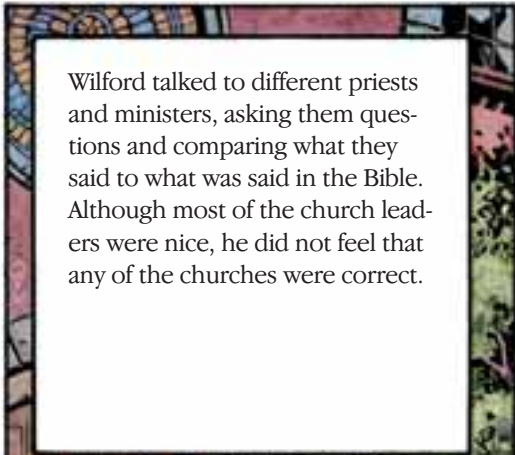 Wilford talked to different priests
and ministers, asking them ques-
tions and comparing what they
said to what was said in the Bible.
Although most of the church lead-
ers were nice, he did not feel that
any of the churches were correct.